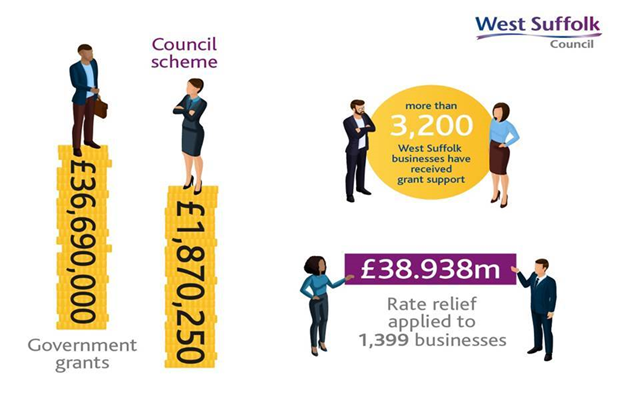 West Suffolk
Council
Council
scheme
£36,690,000
£1,870,250
Government
grants
more than
3,200
West Suffolk
businesses have
received
grant support
£38.938m
Rate relief
applied to
1,399 businesses